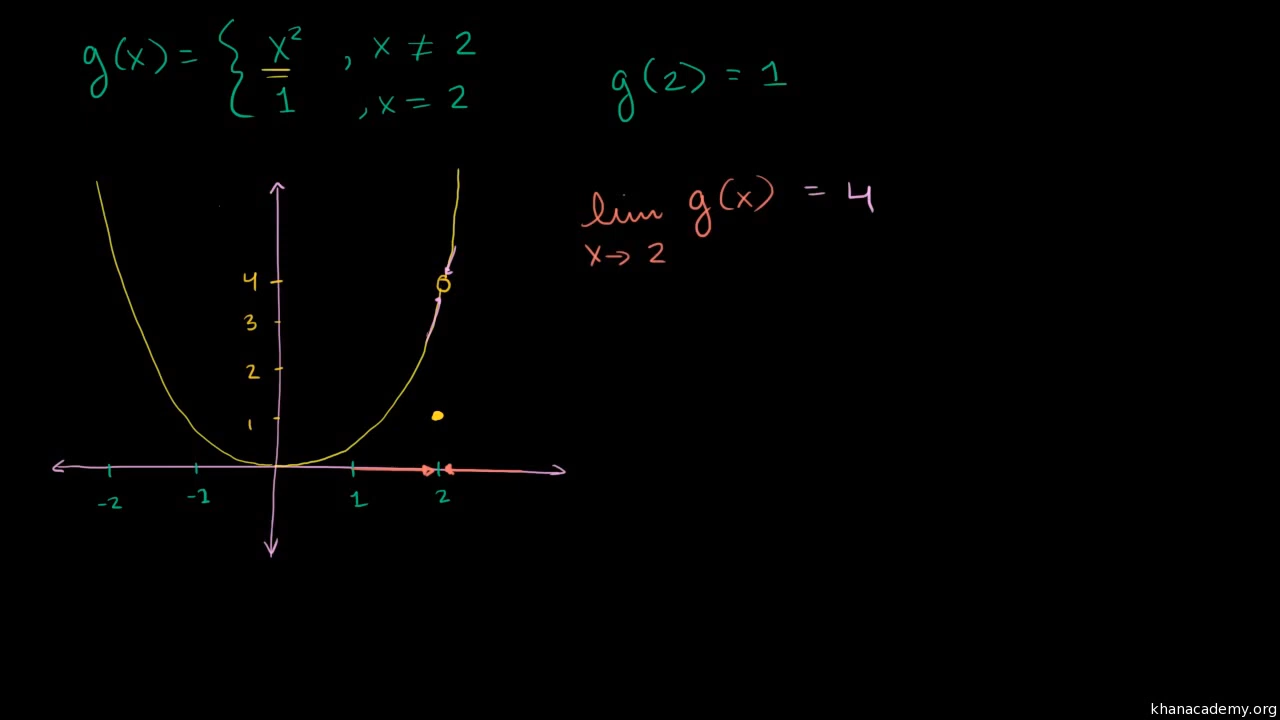 g(x) = { x² , x ≠ 2
1 , x = 2
g(2) = 1
lim g(x) = 4
x → 2
4
3
2
1
-2 -1 1 2
khanacademy.org